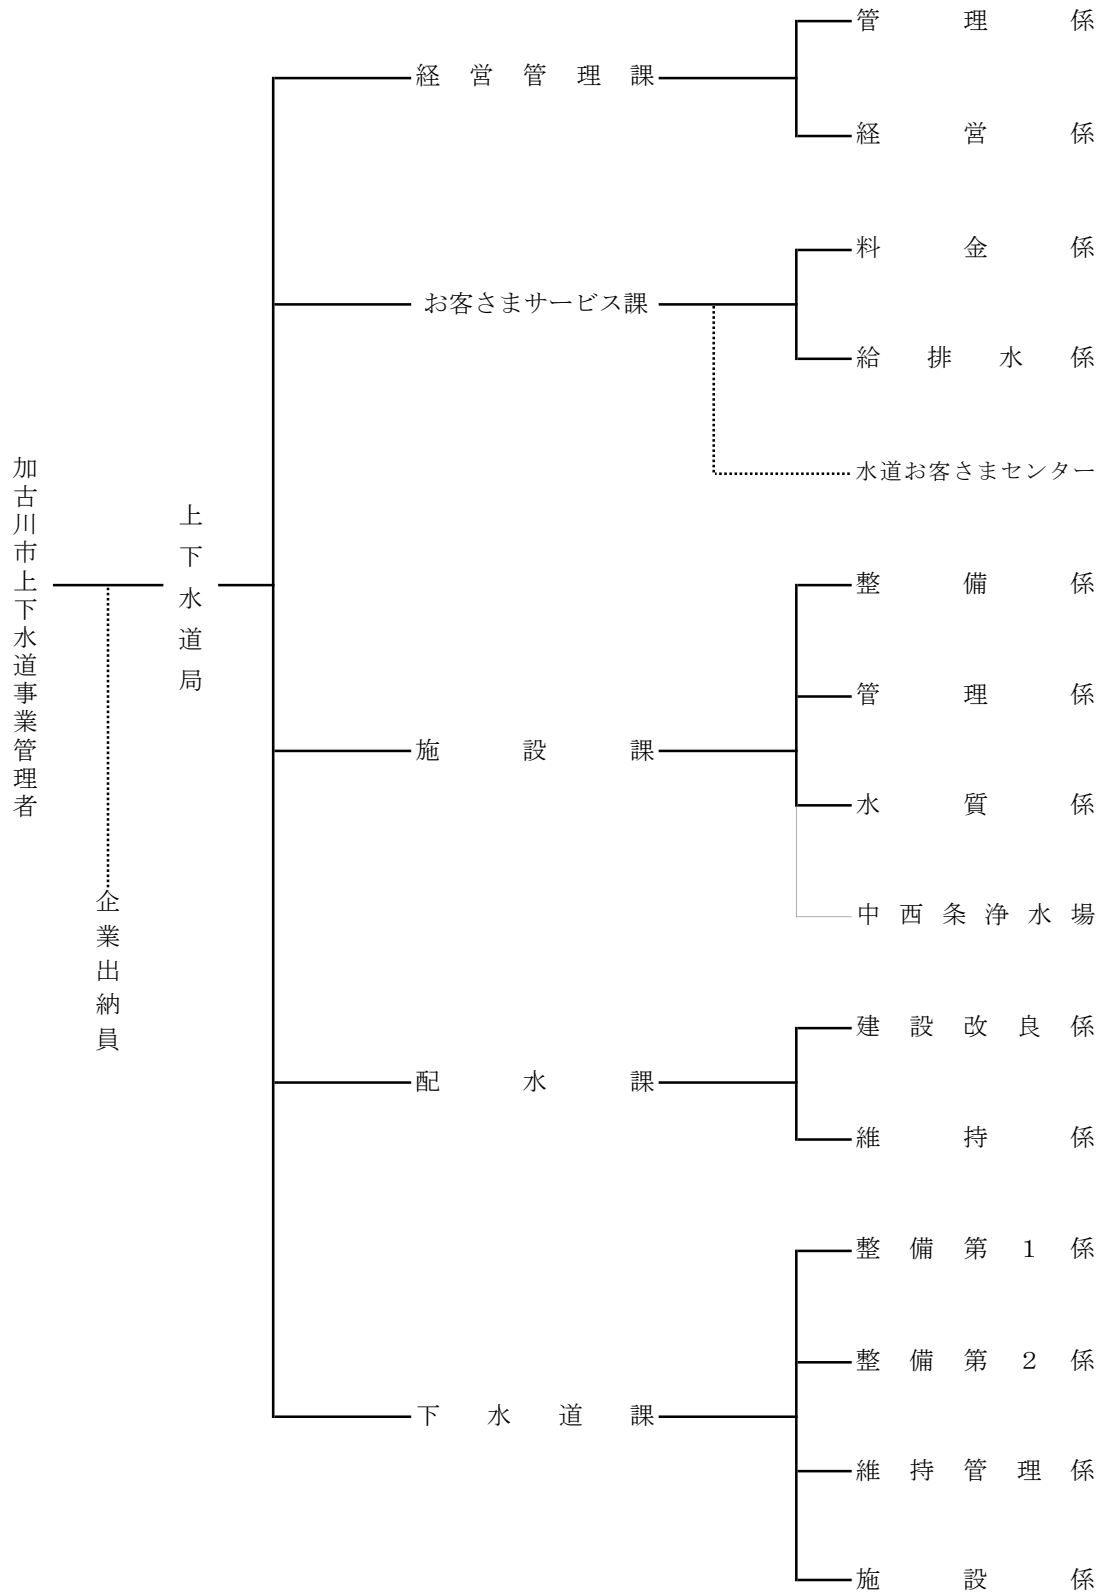 加古川市上下水道事業管理者
企業出納員
上下水道局
経営管理課
管理係
経営係
お客さまサービス課
料金係
給排水係
水道お客さまセンター
施設課
整備係
管理係
水質係
中西条浄水場
配水課
建設改良係
維持係
下水道課
整備第１係
整備第２係
維持管理係
施設係